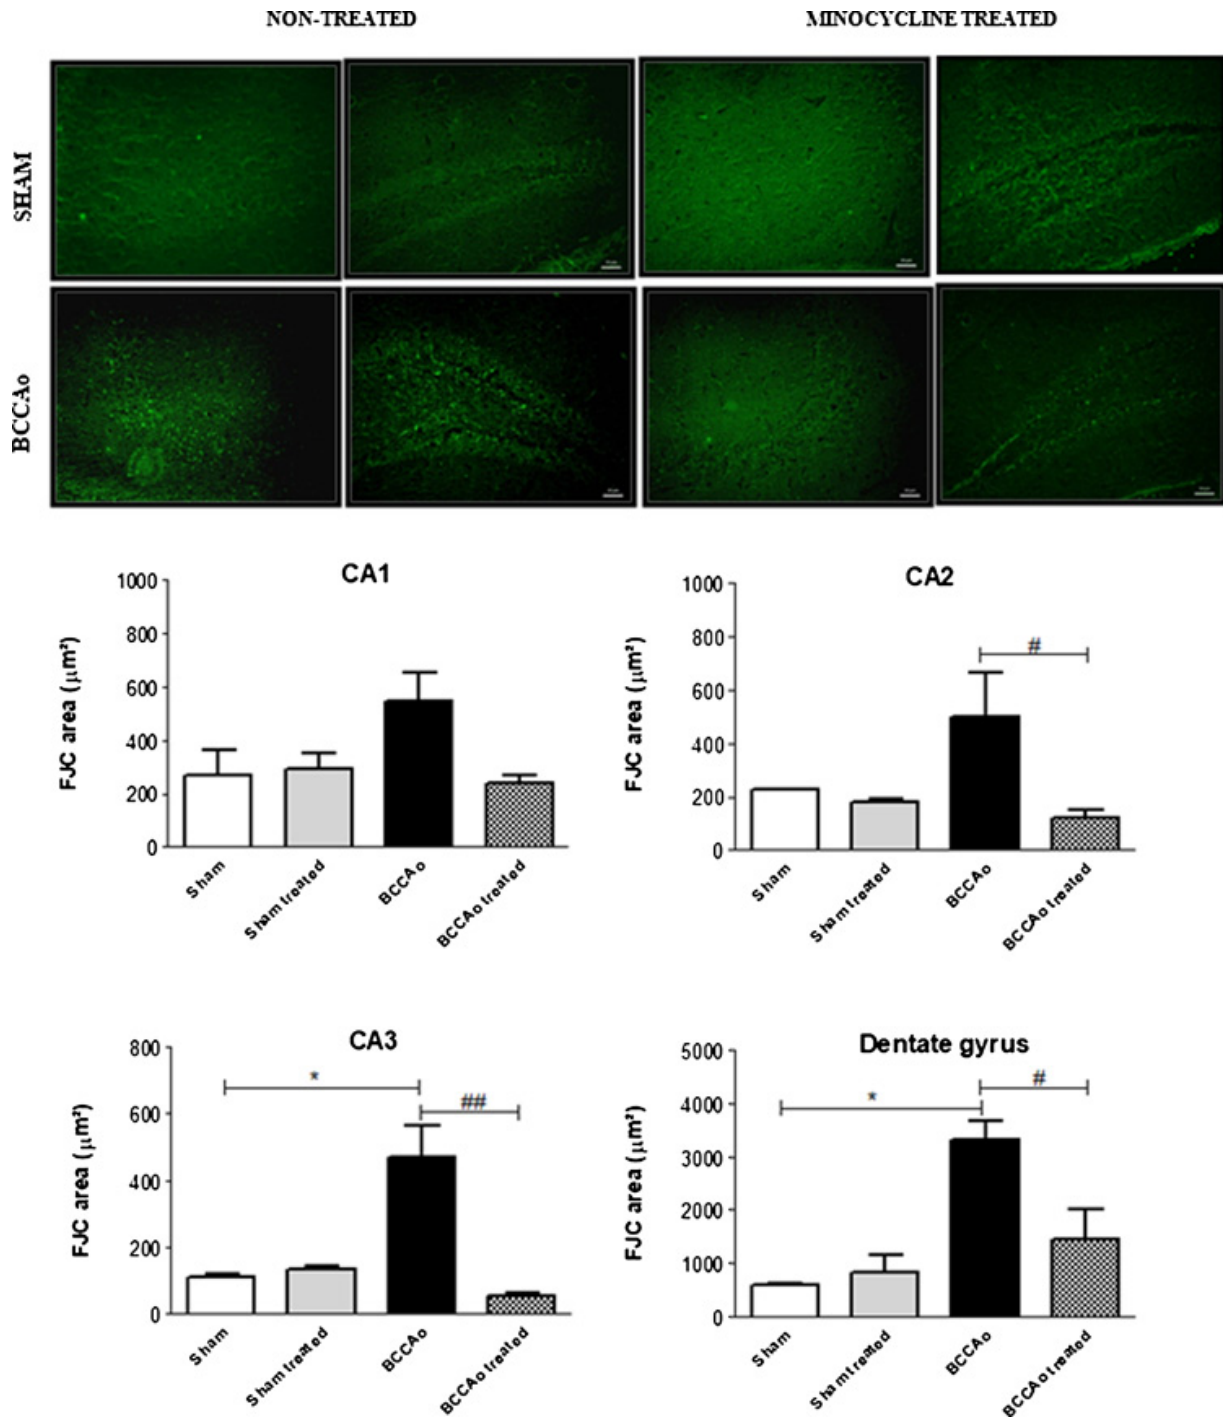 NON-TREATED
MINOCYCLINE TREATED
SHAM
BCCAo
CA1
FJC area (µm²)
1000
800
600
400
200
0
Sham
Sham treated
BCCAo
BCCAo treated
CA2
FJC area (µm²)
1000
800
600
400
200
0
#
Sham
Sham treated
BCCAo
BCCAo treated
CA3
FJC area (µm²)
800
600
400
200
0
*
##
Sham
Sham treated
BCCAo
BCCAo treated
Dentate gyrus
FJC area (µm²)
5000
4000
3000
2000
1000
0
*
#
Sham
Sham treated
BCCAo
BCCAo treated